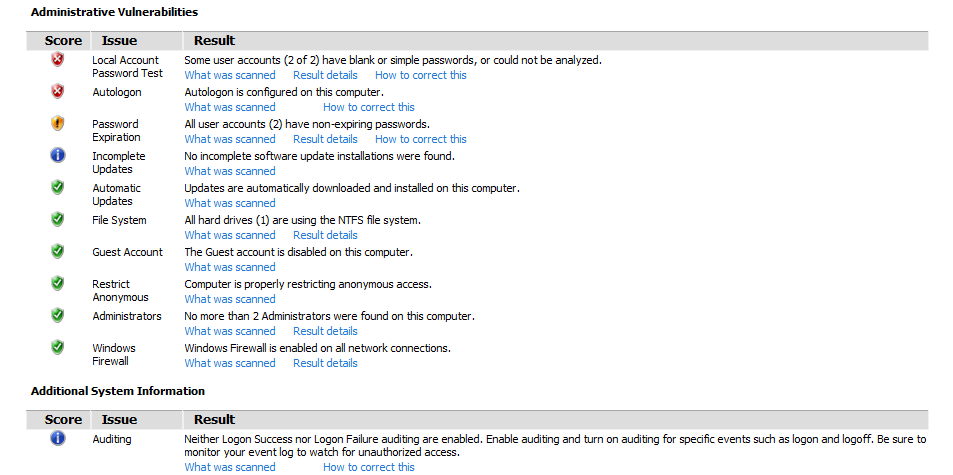 Administrative Vulnerabilities
Score Issue Result
Local Account Password Test Some user accounts (2 of 2) have blank or simple passwords, or could not be analyzed.
What was scanned Result details How to correct this
Autologon Autologon is configured on this computer.
What was scanned How to correct this
Password Expiration All user accounts (2) have non-expiring passwords.
What was scanned Result details How to correct this
Incomplete Updates No incomplete software update installations were found.
What was scanned
Automatic Updates Updates are automatically downloaded and installed on this computer.
What was scanned
File System All hard drives (1) are using the NTFS file system.
What was scanned Result details
Guest Account The Guest account is disabled on this computer.
What was scanned
Restrict Anonymous Computer is properly restricting anonymous access.
What was scanned
Administrators No more than 2 Administrators were found on this computer.
What was scanned Result details
Windows Firewall Windows Firewall is enabled on all network connections.
What was scanned Result details
Additional System Information
Score Issue Result
Auditing Neither Logon Success nor Logon Failure auditing are enabled. Enable auditing and turn on auditing for specific events such as logon and logoff. Be sure to
monitor your event log to watch for unauthorized access.
What was scanned How to correct this